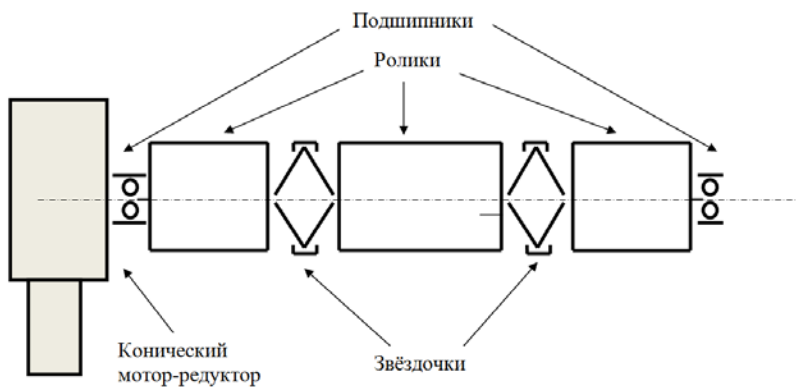 Подшипники
Ролики
Конический
мотор-редуктор
Звёздочки